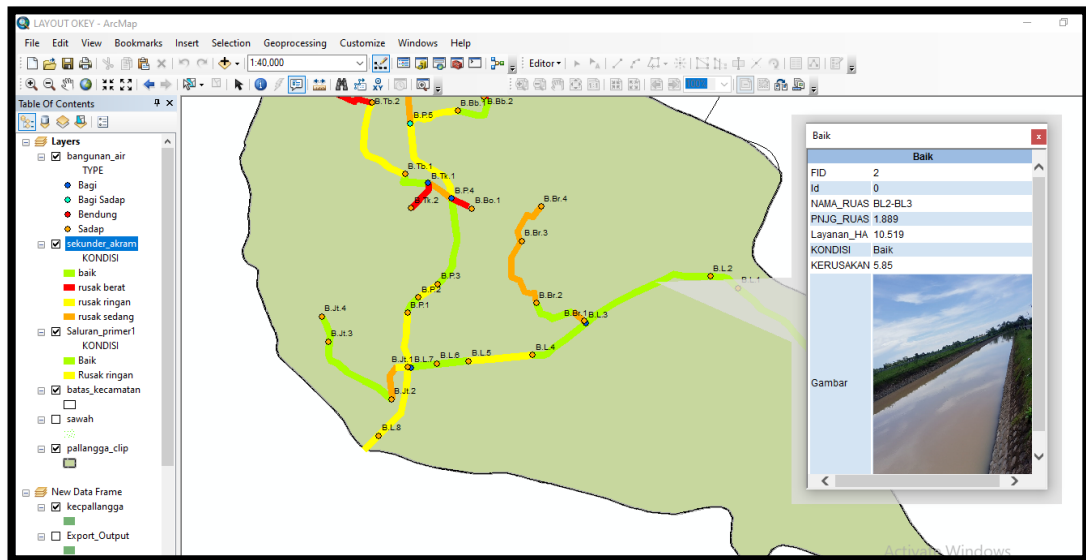 LAYOUT OKEY - ArcMap
File Edit View Bookmarks Insert Selection Geoprocessing Customize Windows Help
1:40,000
Editor
Table Of Contents
Layers
bangunan_air
TYPE
Bagi
Bagi Sadap
Bendung
Sadap
sekunder_akram
KONDISI
baik
rusak berat
rusak ringan
rusak sedang
Saluran_primer1
KONDISI
Baik
Rusak ringan
batas_kecamatan
sawah
pallangga_clip
New Data Frame
kecpallangga
Export_Output
B.Tb.2
B.Bb.1
B.Bb.2
B.P.5
B.Tb.1
B.Tk.1
B.P.4
B.Tk.2
B.Bo.1
B.Br.4
B.Br.3
B.P.3
B.L.2
B.L.1
B.P.2
B.Br.2
B.P.1
B.Jt.4
B.Br.1
B.L.3
B.Jt.3
B.L.4
B.Jt.1
B.L.7
B.L.6
B.L.5
B.Jt.2
B.L.8
Baik
x
Baik
FID 2
Id 0
NAMA_RUAS BL2-BL3
PNJG_RUAS 1.889
Layanan_HA 10.519
KONDISI Baik
KERUSAKAN 5.85
Gambar
Activate Windows